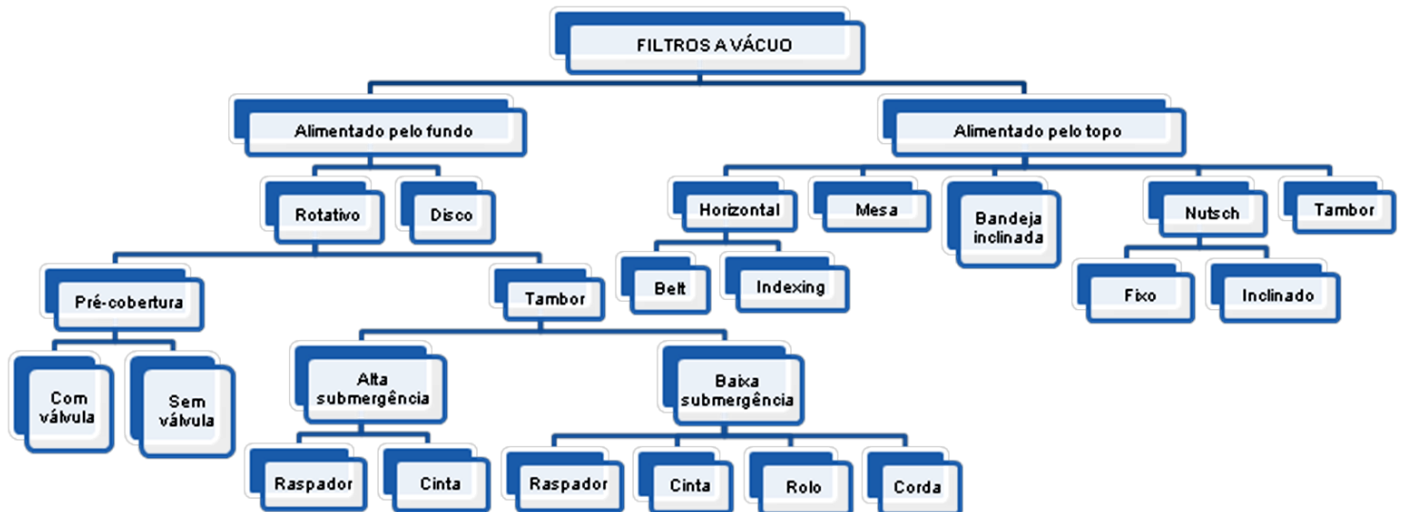 FILTROS A VÁCUO
Alimentado pelo fundo
Alimentado pelo topo
Rotativo
Disco
Horizontal
Mesa
Bandeja
inclinada
Nutsch
Tambor
Pré-cobertura
Tambor
Belt
Indexing
Fixo
Inclinado
Com
válvula
Sem
válvula
Alta
submergência
Baixa
submergência
Raspador
Cinta
Raspador
Cinta
Rolo
Corda